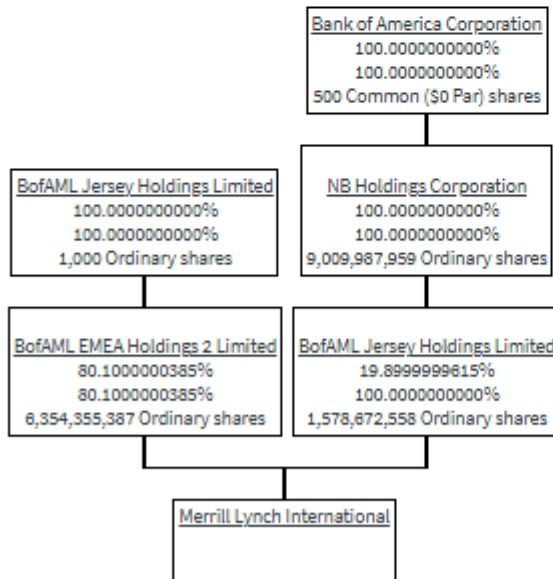 Bank of America Corporation
100.0000000000%
100.0000000000%
500 Common ($0 Par) shares
BofAML Jersey Holdings Limited
100.0000000000%
100.0000000000%
1,000 Ordinary shares
NB Holdings Corporation
100.0000000000%
100.0000000000%
9,009,987,959 Ordinary shares
BofAML EMEA Holdings 2 Limited
80.1000000385%
80.1000000385%
6,354,355,387 Ordinary shares
BofAML Jersey Holdings Limited
19.8999999615%
100.0000000000%
1,578,672,558 Ordinary shares
Merrill Lynch International